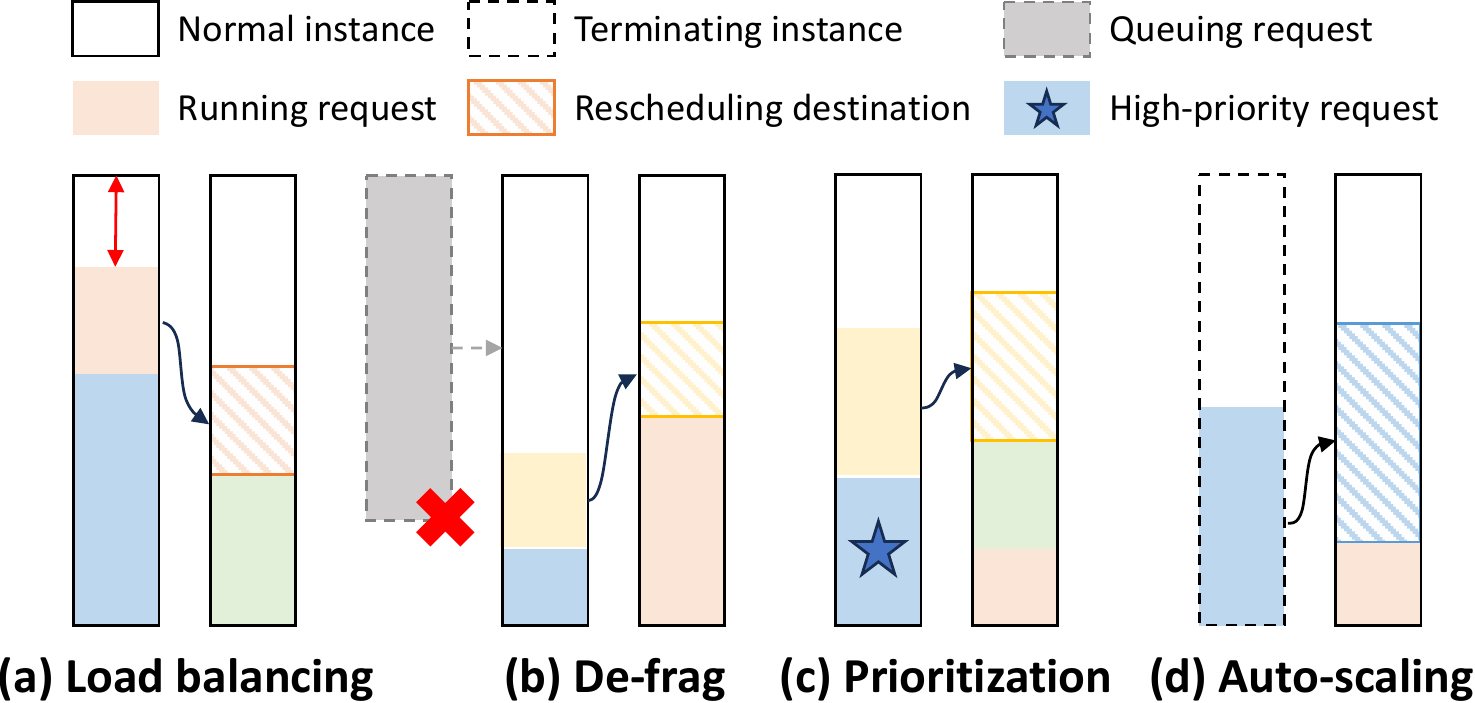 Normal instance
Terminating instance
Queuing request
Running request
Rescheduling destination
High-priority request
(a) Load balancing
(b) De-frag
(c) Prioritization
(d) Auto-scaling